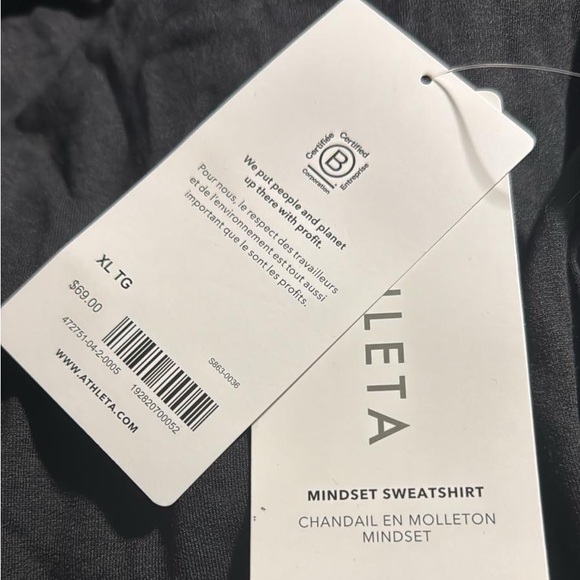 Certifiée Certified
B
Corporation™ Entreprise
We put people and planet
up there with profit.
Pour nous, le respect des travailleurs
et de l'environnement est tout aussi
important que le sont les profits.
XL TG
$69.00
S863-0036
472751-04-2-0005
192820700052
WWW.ATHLETA.COM
LETA
MINDSET SWEATSHIRT
CHANDAIL EN MOLLETON
MINDSET